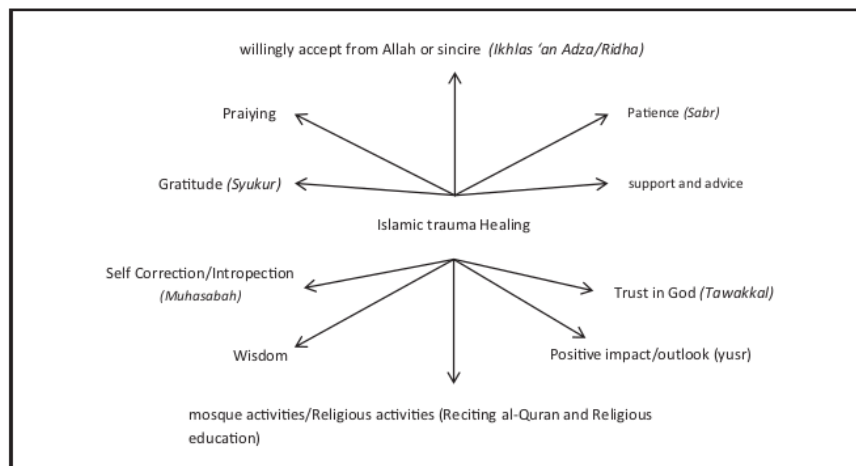 willingly accept from Allah or sincire (Ikhlas ‘an Adza/Ridha)
Praiying
Patience (Sabr)
Gratitude (Syukur)
support and advice
Islamic trauma Healing
Self Correction/Intropection
(Muhasabah)
Trust in God (Tawakkal)
Wisdom
Positive impact/outlook (yusr)
mosque activities/Religious activities (Reciting al-Quran and Religious
education)